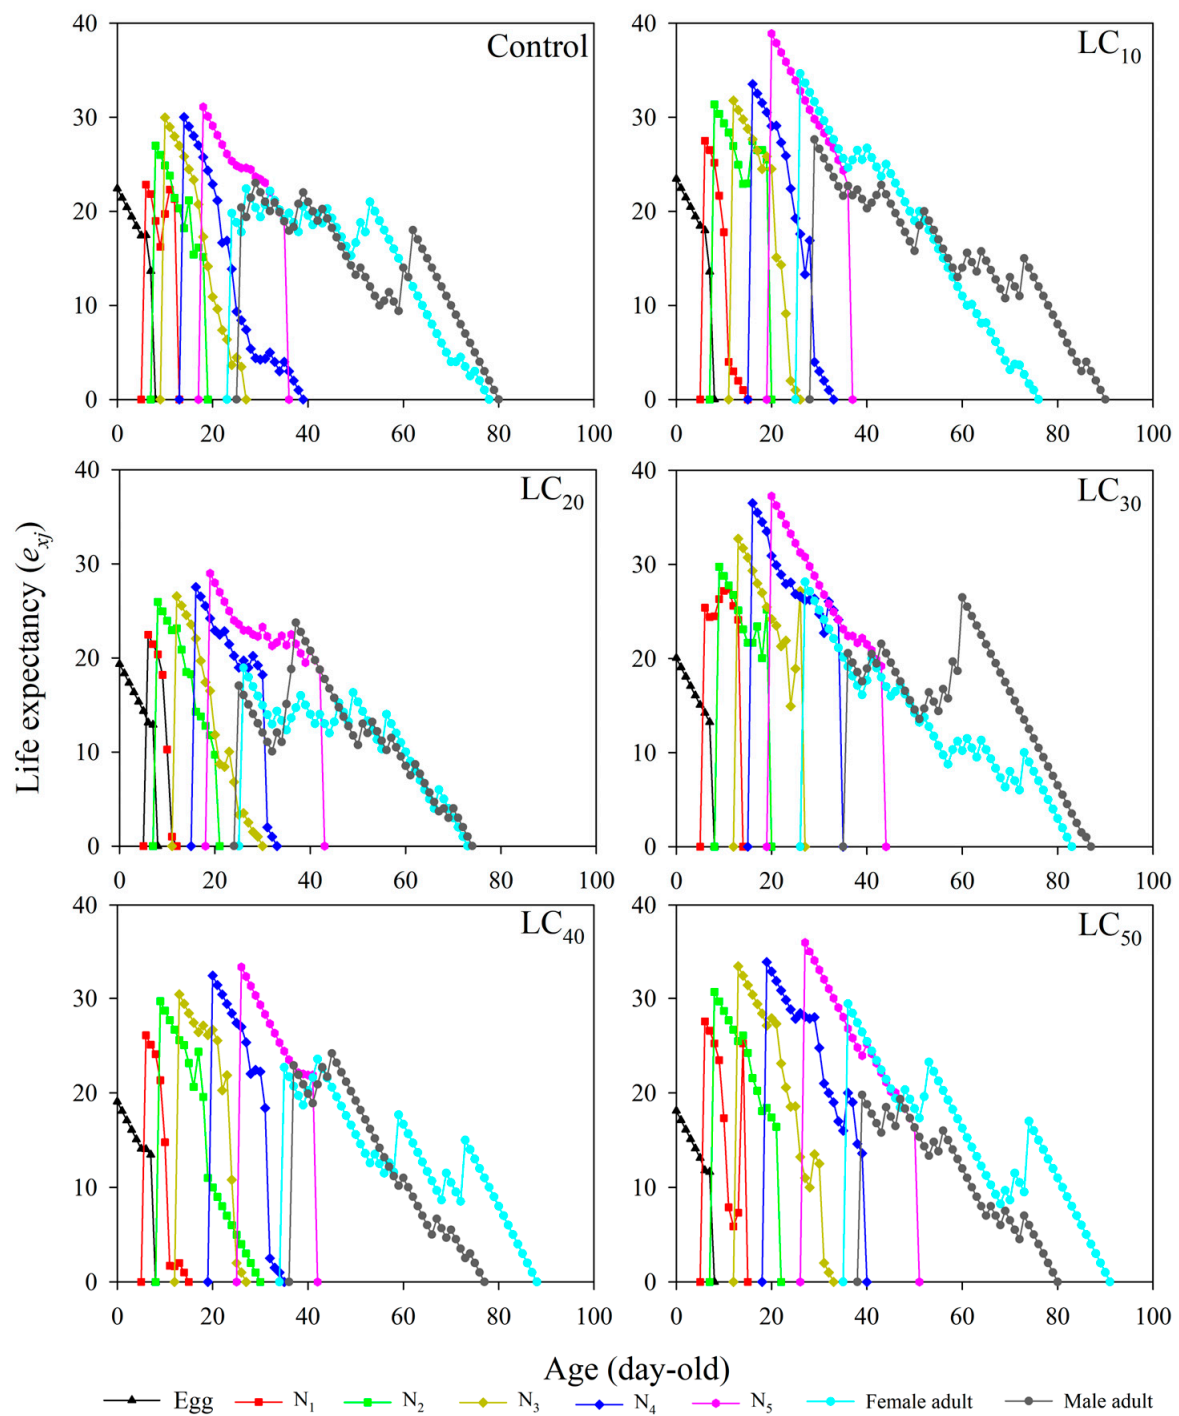 Control
LC10
40
30
20
10
0
0 20 40 60 80 100
40
30
20
10
0
0 20 40 60 80 100
LC20
LC30
40
30
20
10
0
0 20 40 60 80 100
40
30
20
10
0
0 20 40 60 80 100
LC40
LC50
40
30
20
10
0
0 20 40 60 80 100
40
30
20
10
0
0 20 40 60 80 100
Life expectancy (exj)
Age (day-old)
Egg N1 N2 N3 N4 N5 Female adult Male adult